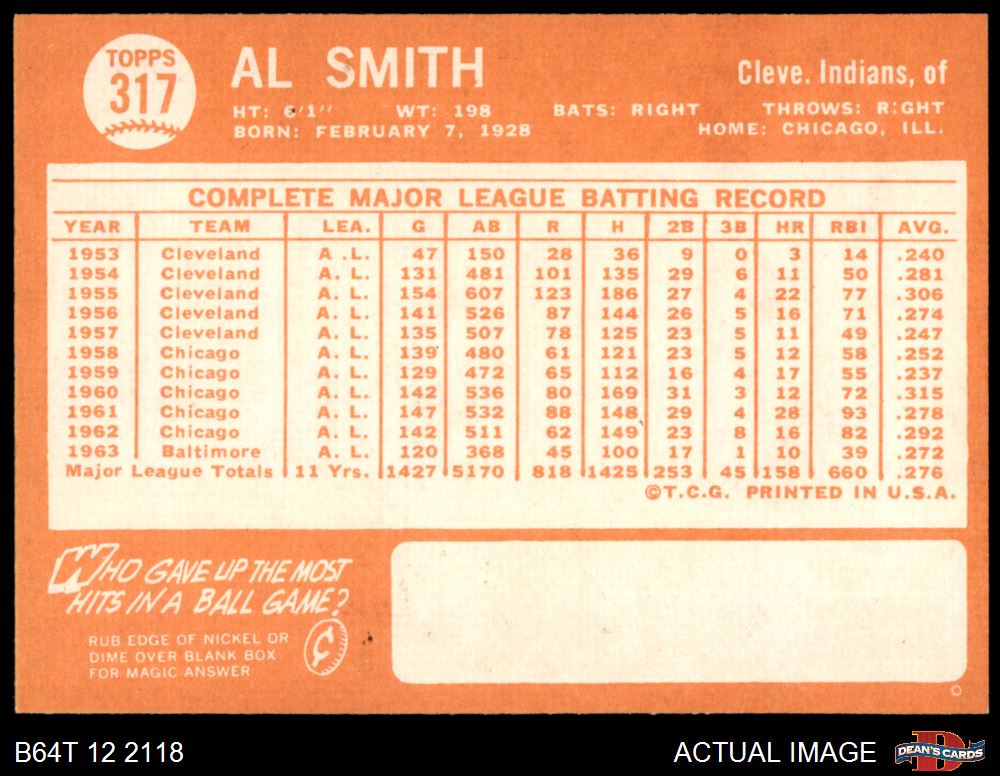 TOPPS
317
AL SMITH
Cleve. Indians, of
HT: 6'1" WT: 198 BATS: RIGHT THROWS: RIGHT
BORN: FEBRUARY 7, 1928 HOME: CHICAGO, ILL.
COMPLETE MAJOR LEAGUE BATTING RECORD
YEAR TEAM LEA. G AB R H 2B 3B HR RBI AVG.
1953 Cleveland A .L. 47 150 28 36 9 0 3 14 .240
1954 Cleveland A. L. 131 481 101 135 29 6 11 50 .281
1955 Cleveland A. L. 154 607 123 186 27 4 22 77 .306
1956 Cleveland A. L. 141 526 87 144 26 5 16 71 .274
1957 Cleveland A. L. 135 507 78 125 23 5 11 49 .247
1958 Chicago A. L. 139 480 61 121 23 5 12 58 .252
1959 Chicago A. L. 129 472 65 112 16 4 17 55 .237
1960 Chicago A. L. 142 536 80 169 31 3 12 72 .315
1961 Chicago A. L. 147 532 88 148 29 4 28 93 .278
1962 Chicago A. L. 142 511 62 149 23 8 16 82 .292
1963 Baltimore A. L. 120 368 45 100 17 1 10 39 .272
Major League Totals 11 Yrs. 1427 5170 818 1425 253 45 158 660 .276
©T.C.G. PRINTED IN U.S.A.
WHO GAVE UP THE MOST
HITS IN A BALL GAME?
RUB EDGE OF NICKEL OR
DIME OVER BLANK BOX
FOR MAGIC ANSWER
¢
B64T 12 2118
ACTUAL IMAGE
D
DEAN'S CARDS